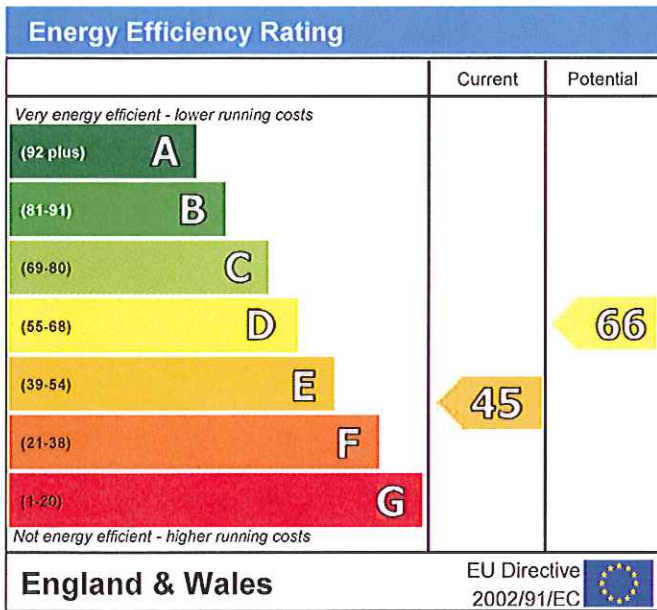 Energy Efficiency Rating
Current Potential
Very energy efficient - lower running costs
(92 plus) A
(81-91) B
(69-80) C
(55-68) D 66
(39-54) E 45
(21-38) F
(1-20) G
Not energy efficient - higher running costs
England & Wales
EU Directive
2002/91/EC